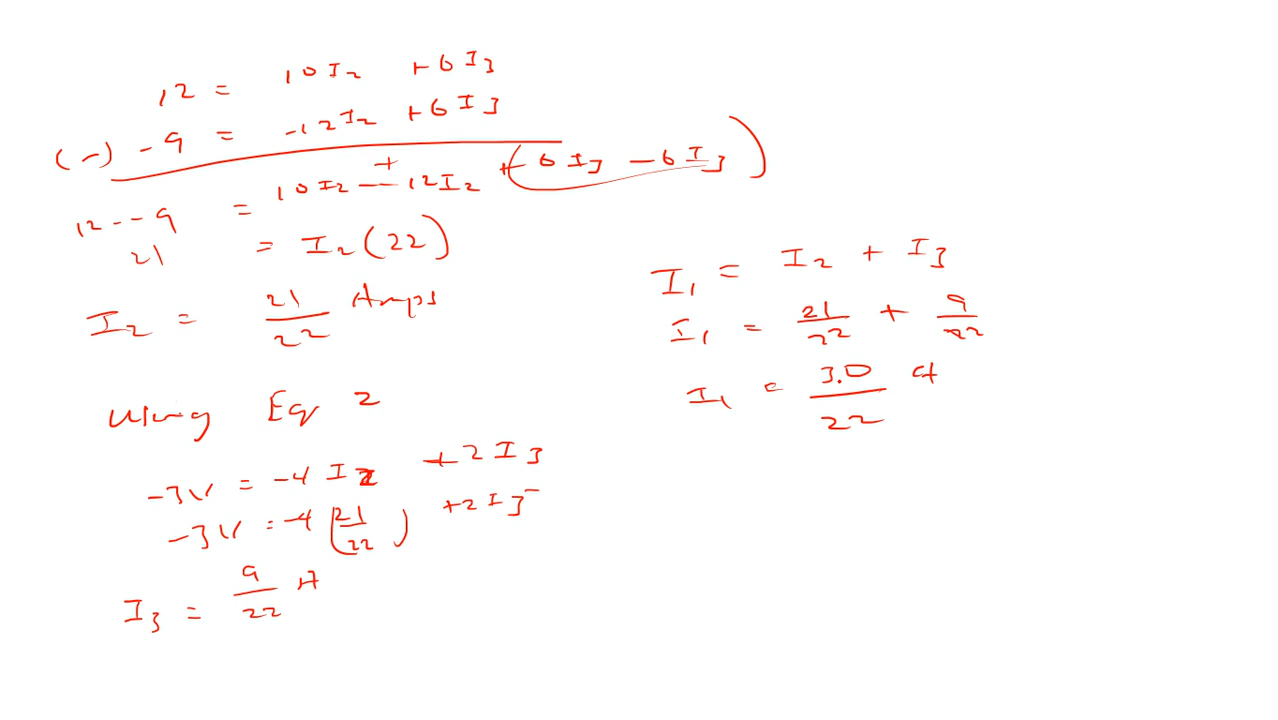 12 = 10I2 + 6I3
(-) -9 = -12I2 + 6I3
12--9 = 10I2 -+- 12I2 + (6I3 - 6I3)
21 = I2(22)
I2 = 21/22 Amps
Using Eq 2
-3V = -4I2 + 2I3
-3V = -4(21/22) + 2I3
I3 = 9/22 A
I1 = I2 + I3
I1 = 21/22 + 9/22
I1 = 3.0/22 A